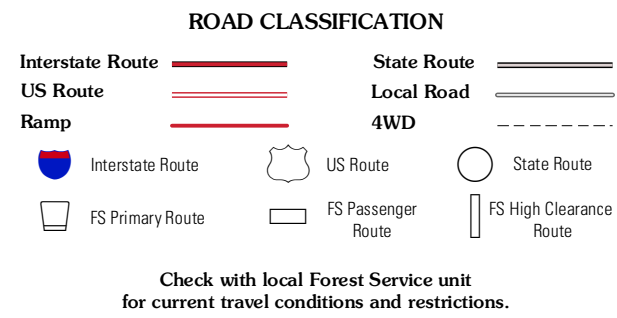 ROAD CLASSIFICATION
Interstate Route
State Route
US Route
Local Road
Ramp
4WD
Interstate Route
US Route
State Route
FS Primary Route
FS Passenger
Route
FS High Clearance
Route
Check with local Forest Service unit
for current travel conditions and restrictions.